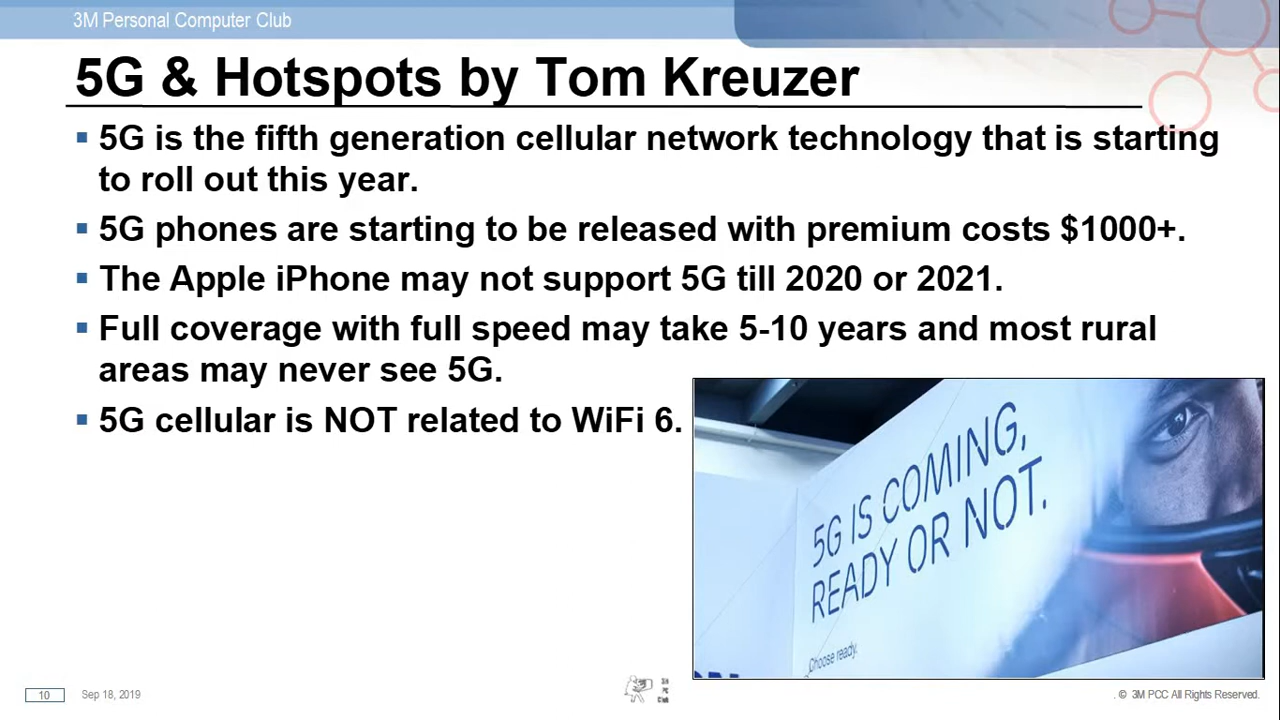 3M Personal Computer Club
5G & Hotspots by Tom Kreuzer
▪ 5G is the fifth generation cellular network technology that is starting
to roll out this year.
▪ 5G phones are starting to be released with premium costs $1000+.
▪ The Apple iPhone may not support 5G till 2020 or 2021.
▪ Full coverage with full speed may take 5-10 years and most rural
areas may never see 5G.
▪ 5G cellular is NOT related to WiFi 6.
5G IS COMING,
READY OR NOT.
Choose ready.
10
Sep 18, 2019
. © 3M PCC All Rights Reserved.